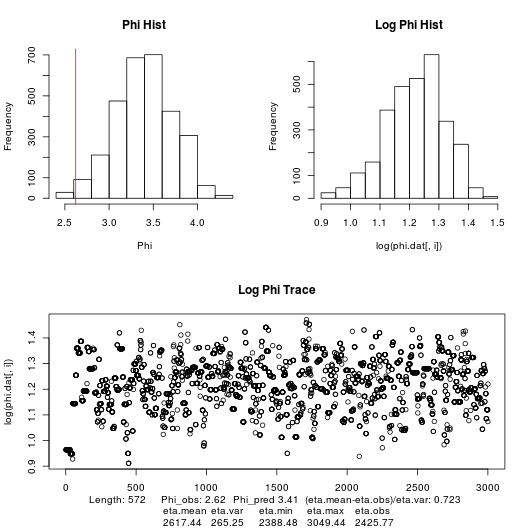 Phi Hist
Log Phi Hist
Frequency
700
500
300
100
0
2.5 3.0 3.5 4.0
Phi
Frequency
500
300
100
0
0.9 1.0 1.1 1.2 1.3 1.4 1.5
log(phi.dat[, i])
Log Phi Trace
log(phi.dat[, i])
1.4
1.3
1.2
1.1
1.0
0.9
0 500 1000 1500 2000 2500 3000
Length: 572 Phi_obs: 2.62 Phi_pred 3.41 (eta.mean-eta.obs)/eta.var: 0.723
eta.mean eta.var eta.min eta.max eta.obs
2617.44 265.25 2388.48 3049.44 2425.77